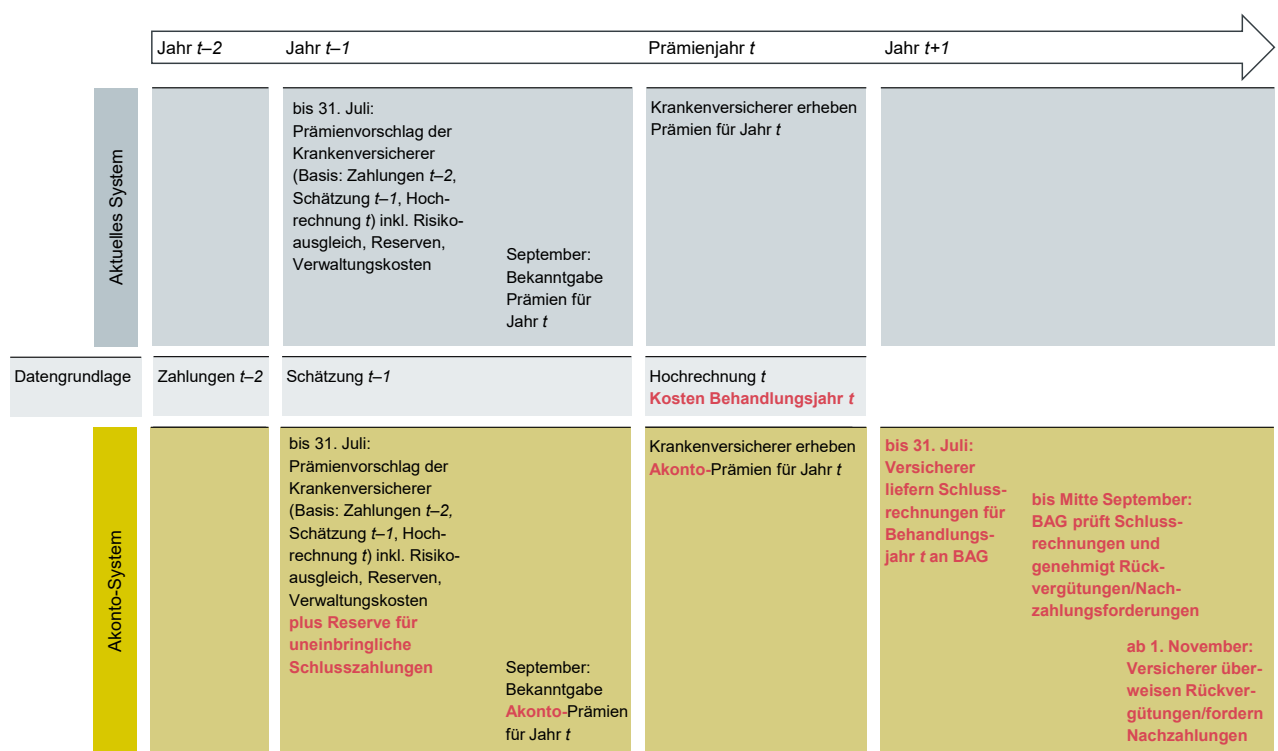 Jahr t–2
Jahr t–1
Prämienjahr t
Jahr t+1
Aktuelles System
bis 31. Juli:
Prämienvorschlag der
Krankenversicherer
(Basis: Zahlungen t–2,
Schätzung t–1, Hoch-
rechnung t) inkl. Risiko-
ausgleich, Reserven,
Verwaltungskosten
September:
Bekanntgabe
Prämien für
Jahr t
Krankenversicherer erheben
Prämien für Jahr t
Datengrundlage
Zahlungen t–2
Schätzung t–1
Hochrechnung t
Kosten Behandlungsjahr t
Akonto-System
bis 31. Juli:
Prämienvorschlag der
Krankenversicherer
(Basis: Zahlungen t–2,
Schätzung t–1, Hoch-
rechnung t) inkl. Risiko-
ausgleich, Reserven,
Verwaltungskosten
plus Reserve für
uneinbringliche
Schlusszahlungen
September:
Bekanntgabe
Akonto-Prämien
für Jahr t
Krankenversicherer erheben
Akonto-Prämien für Jahr t
bis 31. Juli:
Versicherer
liefern Schluss-
rechnungen für
Behandlungs-
jahr t an BAG
bis Mitte September:
BAG prüft Schluss-
rechnungen und
genehmigt Rück-
vergütungen/Nach-
zahlungsforderungen
ab 1. November:
Versicherer über-
weisen Rückver-
gütungen/fordern
Nachzahlungen